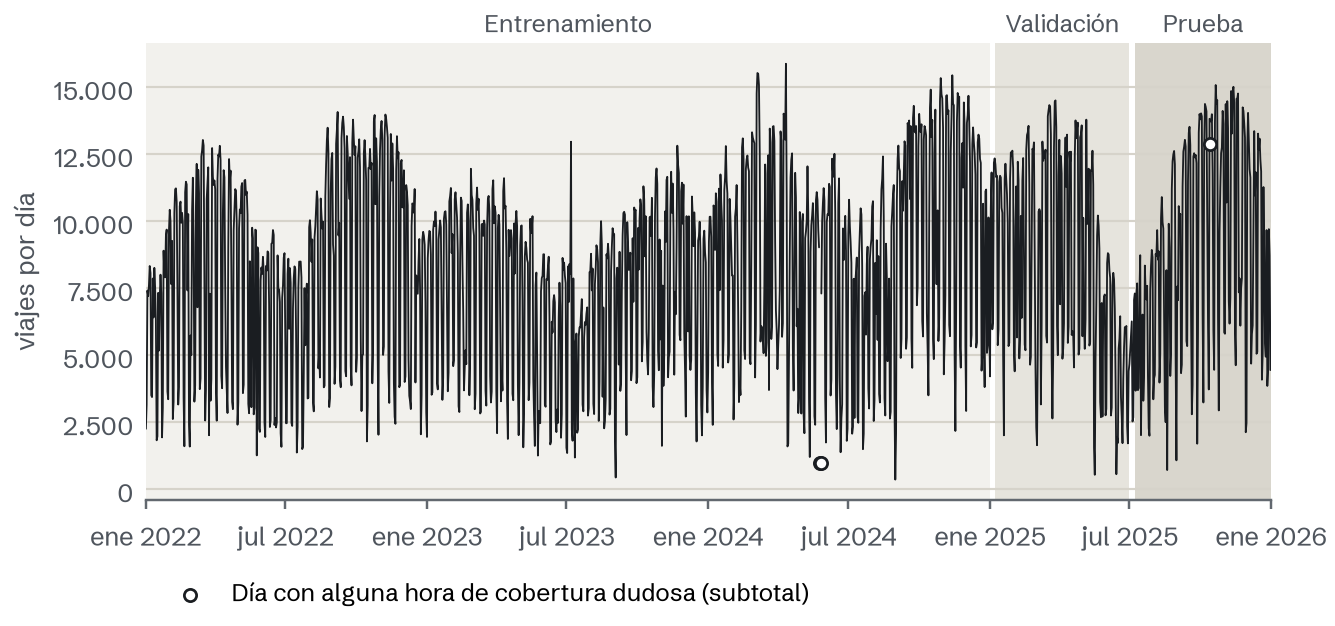 Entrenamiento Validación Prueba
15.000
12.500
10.000
7.500
5.000
2.500
0
viajes por día
ene 2022 jul 2022 ene 2023 jul 2023 ene 2024 jul 2024 ene 2025 jul 2025 ene 2026
Día con alguna hora de cobertura dudosa (subtotal)